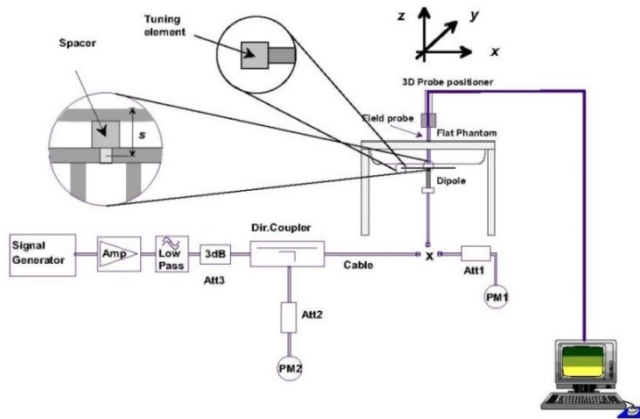 Tuning
element
Spacer
s
z
y
x
3D Probe positioner
Field probe
Flat Phantom
Dipole
Dir.Coupler
Signal
Generator
Amp
Low
Pass
3dB
Att3
Cable
x
Att1
PM1
Att2
PM2